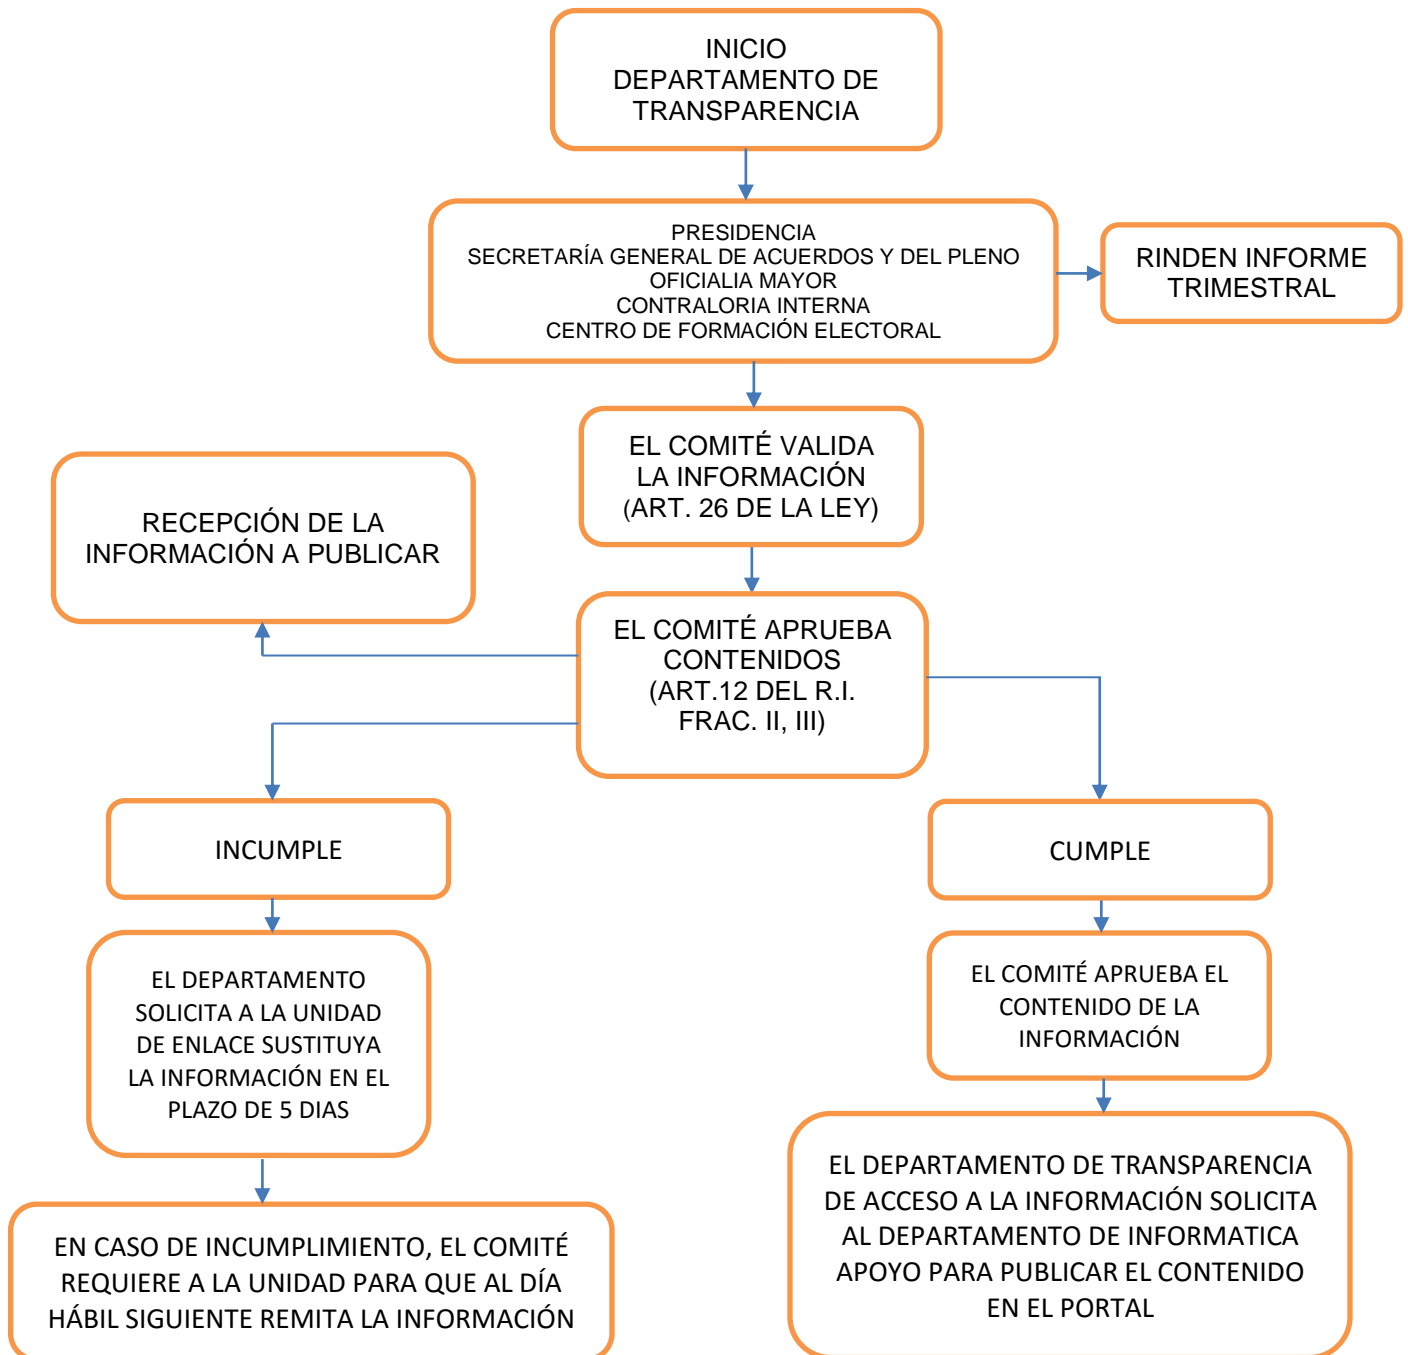 INICIO
DEPARTAMENTO DE
TRANSPARENCIA
PRESIDENCIA
SECRETARÍA GENERAL DE ACUERDOS Y DEL PLENO
OFICIALIA MAYOR
CONTRALORIA INTERNA
CENTRO DE FORMACIÓN ELECTORAL
RINDEN INFORME
TRIMESTRAL
EL COMITÉ VALIDA
LA INFORMACIÓN
(ART. 26 DE LA LEY)
RECEPCIÓN DE LA
INFORMACIÓN A PUBLICAR
EL COMITÉ APRUEBA
CONTENIDOS
(ART.12 DEL R.I.
FRAC. II, III)
INCUMPLE
CUMPLE
EL DEPARTAMENTO
SOLICITA A LA UNIDAD
DE ENLACE SUSTITUYA
LA INFORMACIÓN EN EL
PLAZO DE 5 DIAS
EL COMITÉ APRUEBA EL
CONTENIDO DE LA
INFORMACIÓN
EN CASO DE INCUMPLIMIENTO, EL COMITÉ
REQUIERE A LA UNIDAD PARA QUE AL DÍA
HÁBIL SIGUIENTE REMITA LA INFORMACIÓN
EL DEPARTAMENTO DE TRANSPARENCIA
DE ACCESO A LA INFORMACIÓN SOLICITA
AL DEPARTAMENTO DE INFORMATICA
APOYO PARA PUBLICAR EL CONTENIDO
EN EL PORTAL